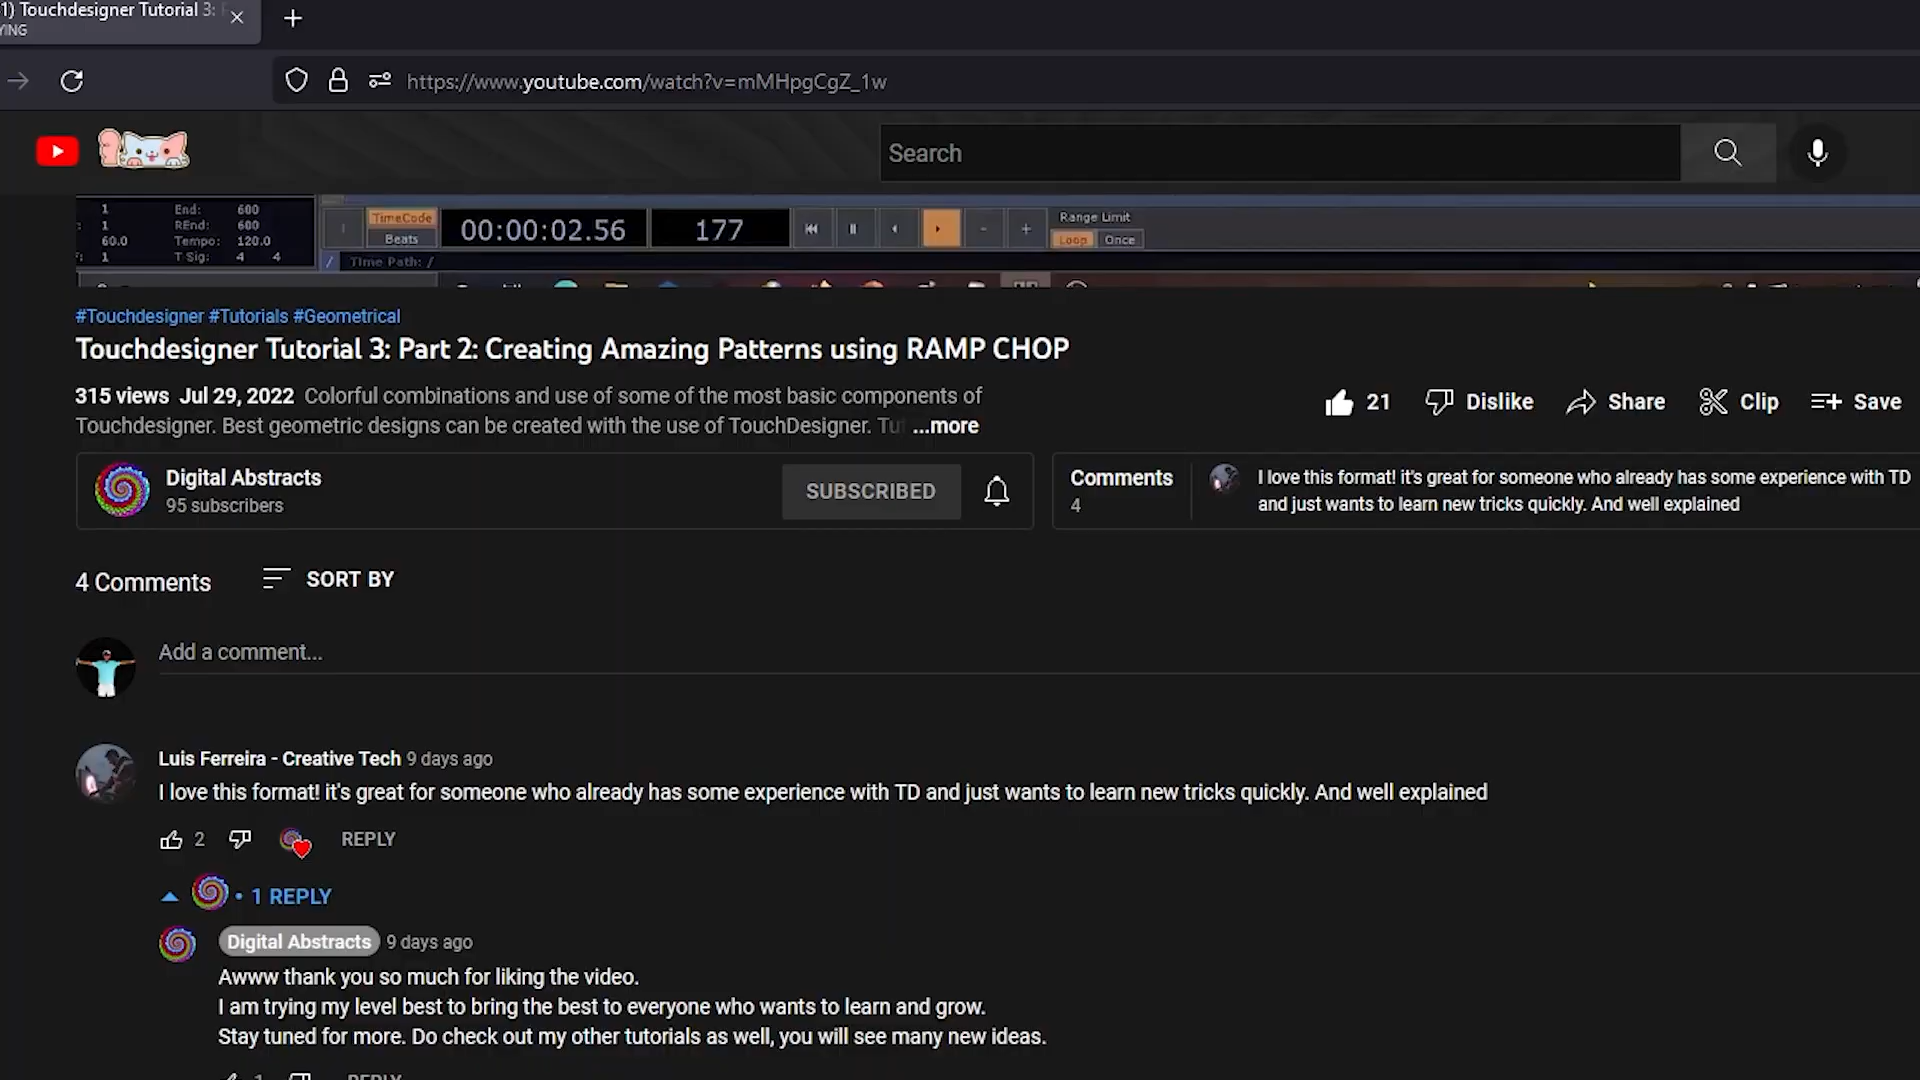 1) Touchdesigner Tutorial 3:
YING
https://www.youtube.com/watch?v=mMHpgCgZ_1w
Search
1 End: 600
1 REnd: 600
60.0 Tempo: 120.0
1 T Sig: 4 4
TimeCode
Beats
00:00:02.56
177
Range Limit
Loop Once
/ Time Path: /
#Touchdesigner #Tutorials #Geometrical
Touchdesigner Tutorial 3: Part 2: Creating Amazing Patterns using RAMP CHOP
315 views Jul 29, 2022 Colorful combinations and use of some of the most basic components of
Touchdesigner. Best geometric designs can be created with the use of TouchDesigner. Tut ...more
21 Dislike Share Clip Save
Digital Abstracts
95 subscribers
SUBSCRIBED
Comments
4
I love this format! it's great for someone who already has some experience with TD
and just wants to learn new tricks quickly. And well explained
4 Comments SORT BY
Add a comment...
Luis Ferreira - Creative Tech 9 days ago
I love this format! it's great for someone who already has some experience with TD and just wants to learn new tricks quickly. And well explained
2 REPLY
• 1 REPLY
Digital Abstracts 9 days ago
Awww thank you so much for liking the video.
I am trying my level best to bring the best to everyone who wants to learn and grow.
Stay tuned for more. Do check out my other tutorials as well, you will see many new ideas.
1 REPLY